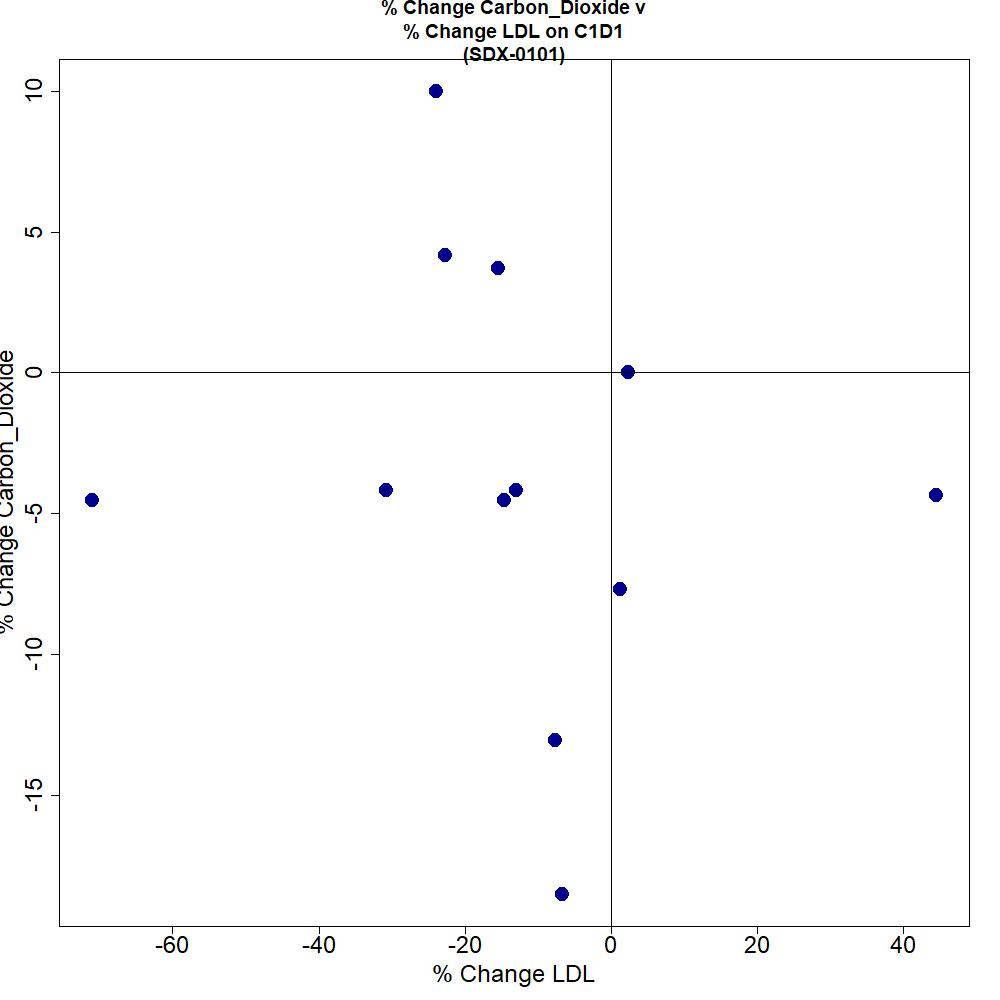 % Change Carbon_Dioxide v
% Change LDL on C1D1
(SDX-0101)
10
5
0
-5
-10
-15
% Change Carbon_Dioxide
-60
-40
-20
0
20
40
% Change LDL